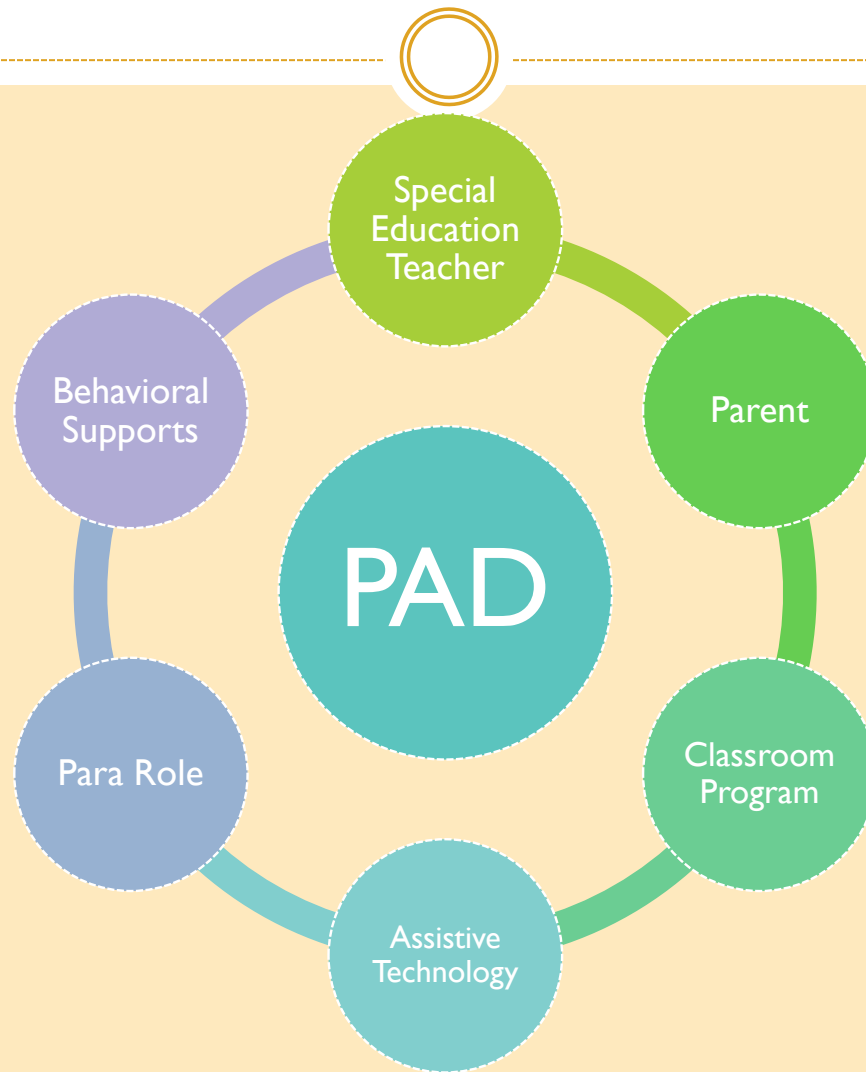 Special
Education
Teacher
Parent
Classroom
Program
Assistive
Technology
Para Role
Behavioral
Supports
PAD